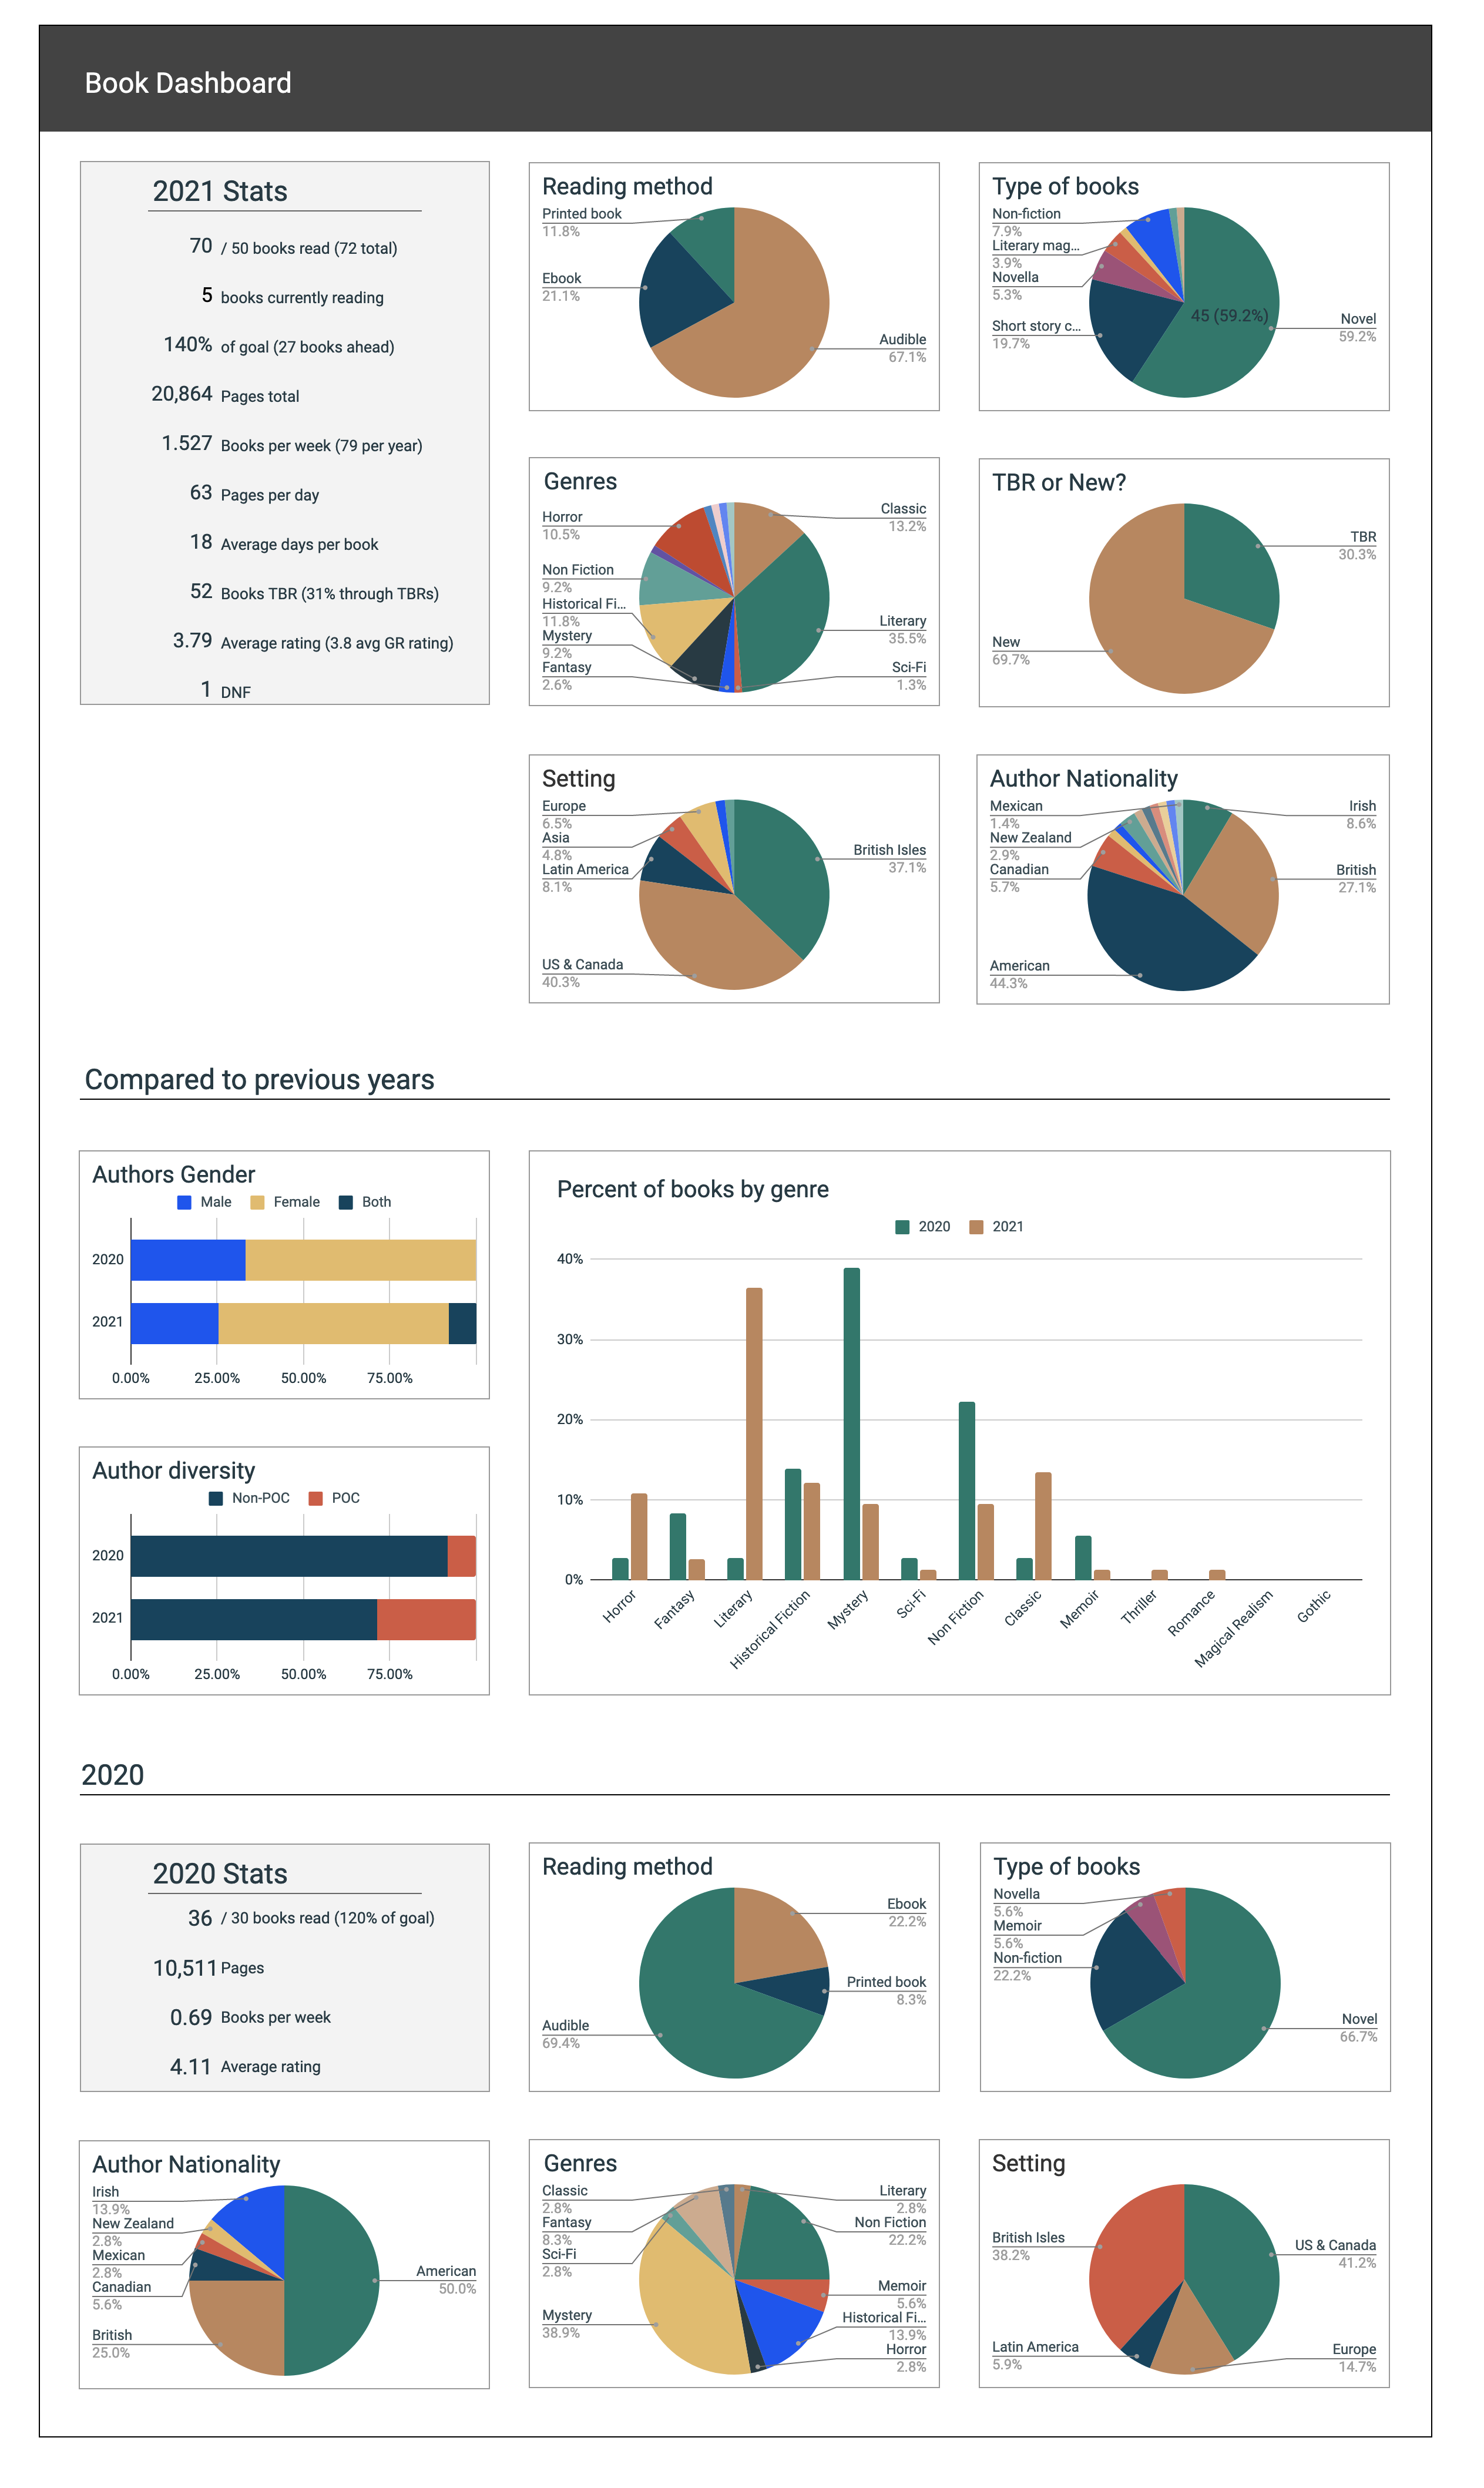 Book Dashboard
2021 Stats
70 / 50 books read (72 total)
5 books currently reading
140% of goal (27 books ahead)
20,864 Pages total
1.527 Books per week (79 per year)
63 Pages per day
18 Average days per book
52 Books TBR (31% through TBRs)
3.79 Average rating (3.8 avg GR rating)
1 DNF
Reading method
Printed book
11.8%
Ebook
21.1%
Audible
67.1%
Type of books
Non-fiction
7.9%
Literary mag...
3.9%
Novella
5.3%
Short story c...
19.7%
45 (59.2%)
Novel
59.2%
Genres
Horror
10.5%
Non Fiction
9.2%
Historical Fi...
11.8%
Mystery
9.2%
Fantasy
2.6%
Classic
13.2%
Literary
35.5%
Sci-Fi
1.3%
TBR or New?
TBR
30.3%
New
69.7%
Setting
Europe
6.5%
Asia
4.8%
Latin America
8.1%
US & Canada
40.3%
British Isles
37.1%
Author Nationality
Mexican
1.4%
New Zealand
2.9%
Canadian
5.7%
American
44.3%
Irish
8.6%
British
27.1%
Compared to previous years
Authors Gender
Male Female Both
2020
2021
0.00% 25.00% 50.00% 75.00%
Author diversity
Non-POC POC
2020
2021
0.00% 25.00% 50.00% 75.00%
Percent of books by genre
2020 2021
40%
30%
20%
10%
0%
Horror
Fantasy
Literary
Historical Fiction
Mystery
Sci-Fi
Non Fiction
Classic
Memoir
Thriller
Romance
Magical Realism
Gothic
2020
2020 Stats
36 / 30 books read (120% of goal)
10,511 Pages
0.69 Books per week
4.11 Average rating
Reading method
Ebook
22.2%
Printed book
8.3%
Audible
69.4%
Type of books
Novella
5.6%
Memoir
5.6%
Non-fiction
22.2%
Novel
66.7%
Author Nationality
Irish
13.9%
New Zealand
2.8%
Mexican
2.8%
Canadian
5.6%
British
25.0%
American
50.0%
Genres
Classic
2.8%
Fantasy
8.3%
Sci-Fi
2.8%
Mystery
38.9%
Literary
2.8%
Non Fiction
22.2%
Memoir
5.6%
Historical Fi...
13.9%
Horror
2.8%
Setting
British Isles
38.2%
Latin America
5.9%
US & Canada
41.2%
Europe
14.7%